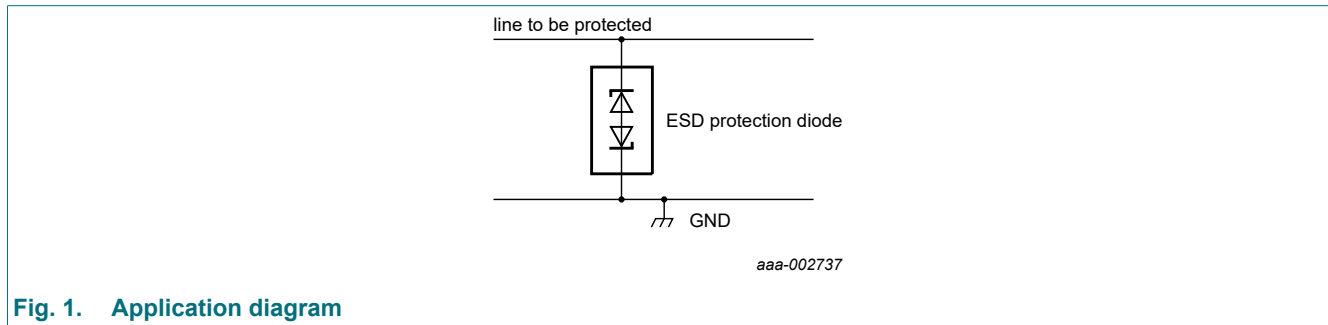 line to be protected
ESD protection diode
GND
aaa-002737
Fig. 1. Application diagram